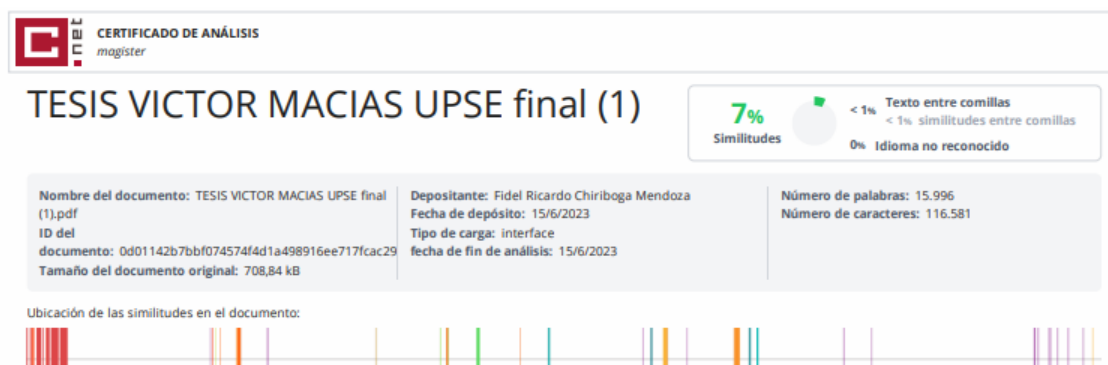 C
.net
CERTIFICADO DE ANÁLISIS
magister
TESIS VICTOR MACIAS UPSE final (1)
7%
Similitudes
< 1% Texto entre comillas
< 1% similitudes entre comillas
0% Idioma no reconocido
Nombre del documento: TESIS VICTOR MACIAS UPSE final
(1).pdf
ID del
documento: 0d01142b7bbf074574f4d1a498916ee717fcac29
Tamaño del documento original: 708,84 kB
Depositante: Fidel Ricardo Chiriboga Mendoza
Fecha de depósito: 15/6/2023
Tipo de carga: interface
fecha de fin de análisis: 15/6/2023
Número de palabras: 15.996
Número de caracteres: 116.581
Ubicación de las similitudes en el documento: